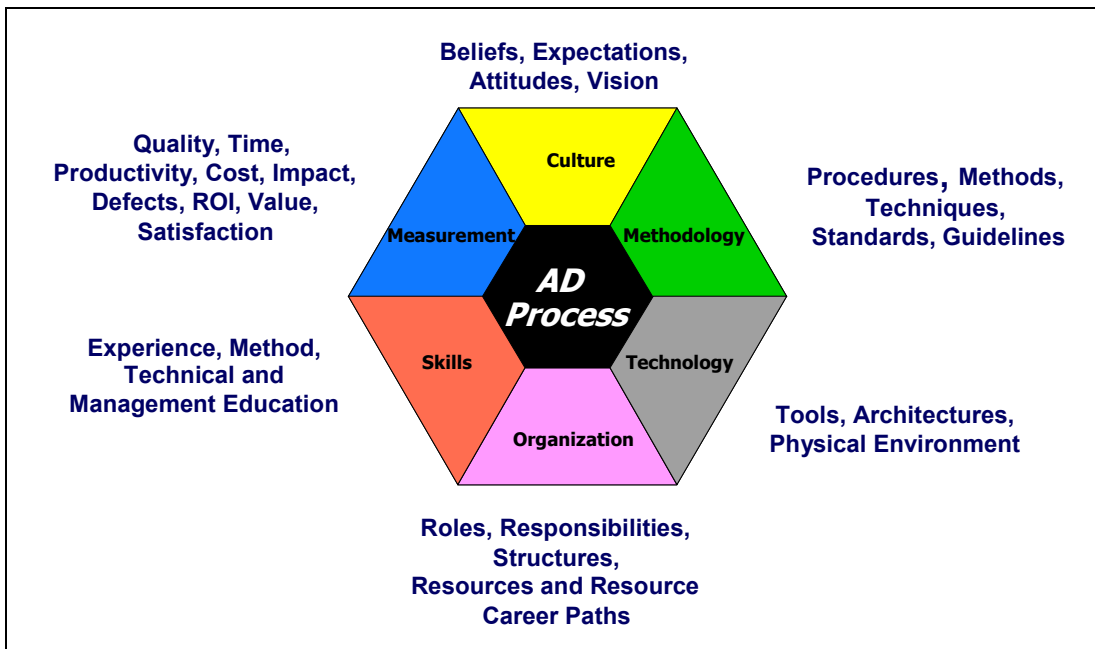 Beliefs, Expectations,
Attitudes, Vision
Quality, Time,
Productivity, Cost, Impact,
Defects, ROI, Value,
Satisfaction
Culture
Procedures, Methods,
Techniques,
Standards, Guidelines
Measurement
Methodology
AD
Process
Experience, Method,
Technical and
Management Education
Skills
Technology
Tools, Architectures,
Physical Environment
Organization
Roles, Responsibilities,
Structures,
Resources and Resource
Career Paths